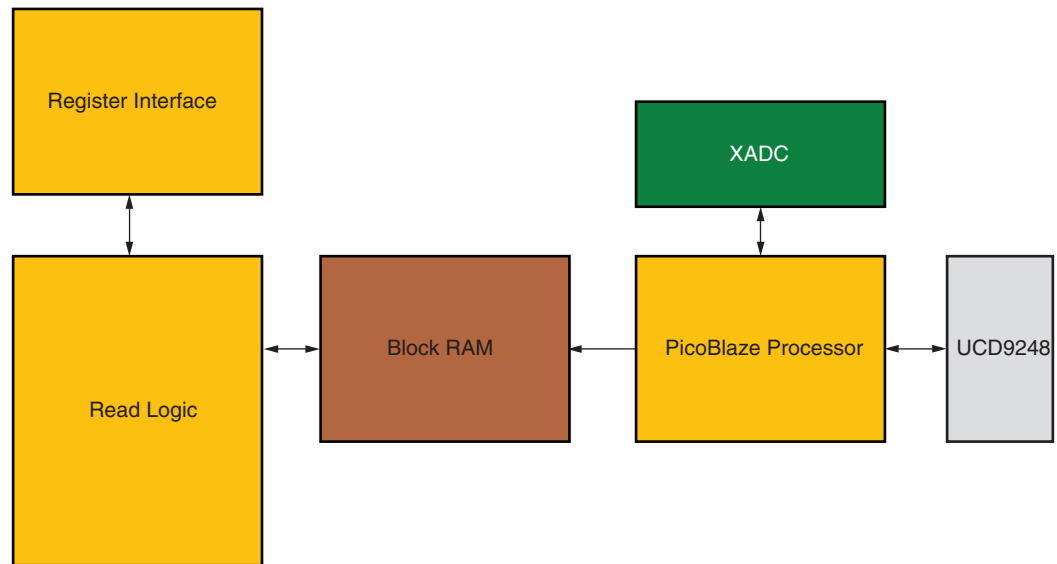 Register Interface
XADC
Read Logic
Block RAM
PicoBlaze Processor
UCD9248